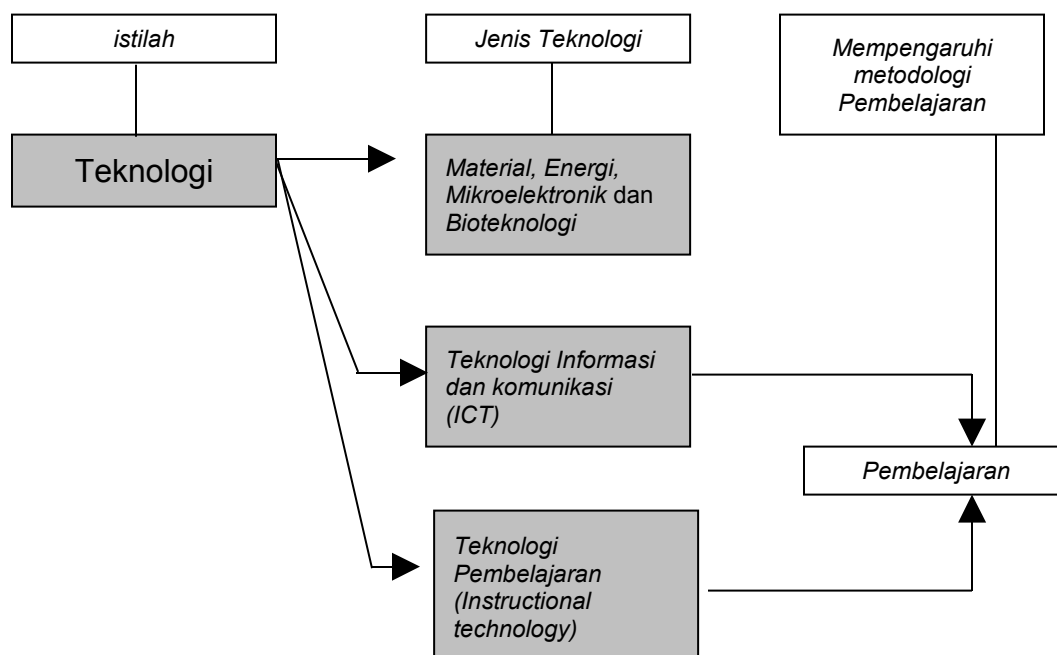 istilah
Jenis Teknologi
Mempengaruhi
metodologi
Pembelajaran
Teknologi
Material, Energi,
Mikroelektronik dan
Bioteknologi
Teknologi Informasi
dan komunikasi
(ICT)
Pembelajaran
Teknologi
Pembelajaran
(Instructional
technology)